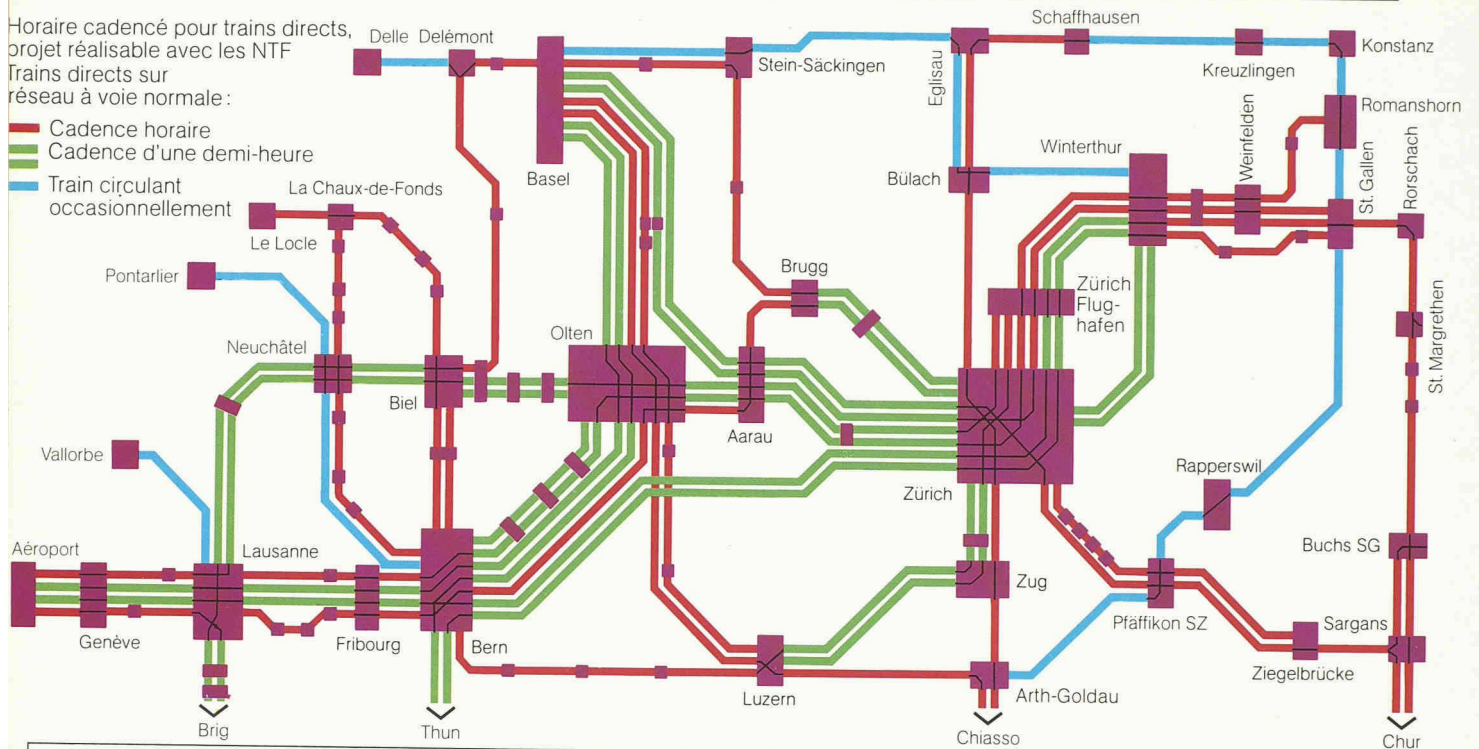 Horaire cadencé pour trains directs,
projet réalisable avec les NTF
Trains directs sur
réseau à voie normale :
Cadence horaire
Cadence d'une demi-heure
Train circulant
occasionnellement
Delle
Delémont
Basel
Stein-Säckingen
Eglisau
Schaffhausen
Kreuzlingen
Konstanz
Romanshorn
La Chaux-de-Fonds
Le Locle
Pontarlier
Neuchâtel
Biel
Olten
Brugg
Aarau
Bülach
Winterthur
Weinfelden
St. Gallen
Rorschach
Zürich
Flug-
hafen
St. Margrethen
Vallorbe
Zürich
Rapperswil
Aéroport
Genève
Lausanne
Fribourg
Bern
Luzern
Zug
Arth-Goldau
Pfäffikon SZ
Ziegelbrücke
Sargans
Buchs SG
Brig
Thun
Chiasso
Chur